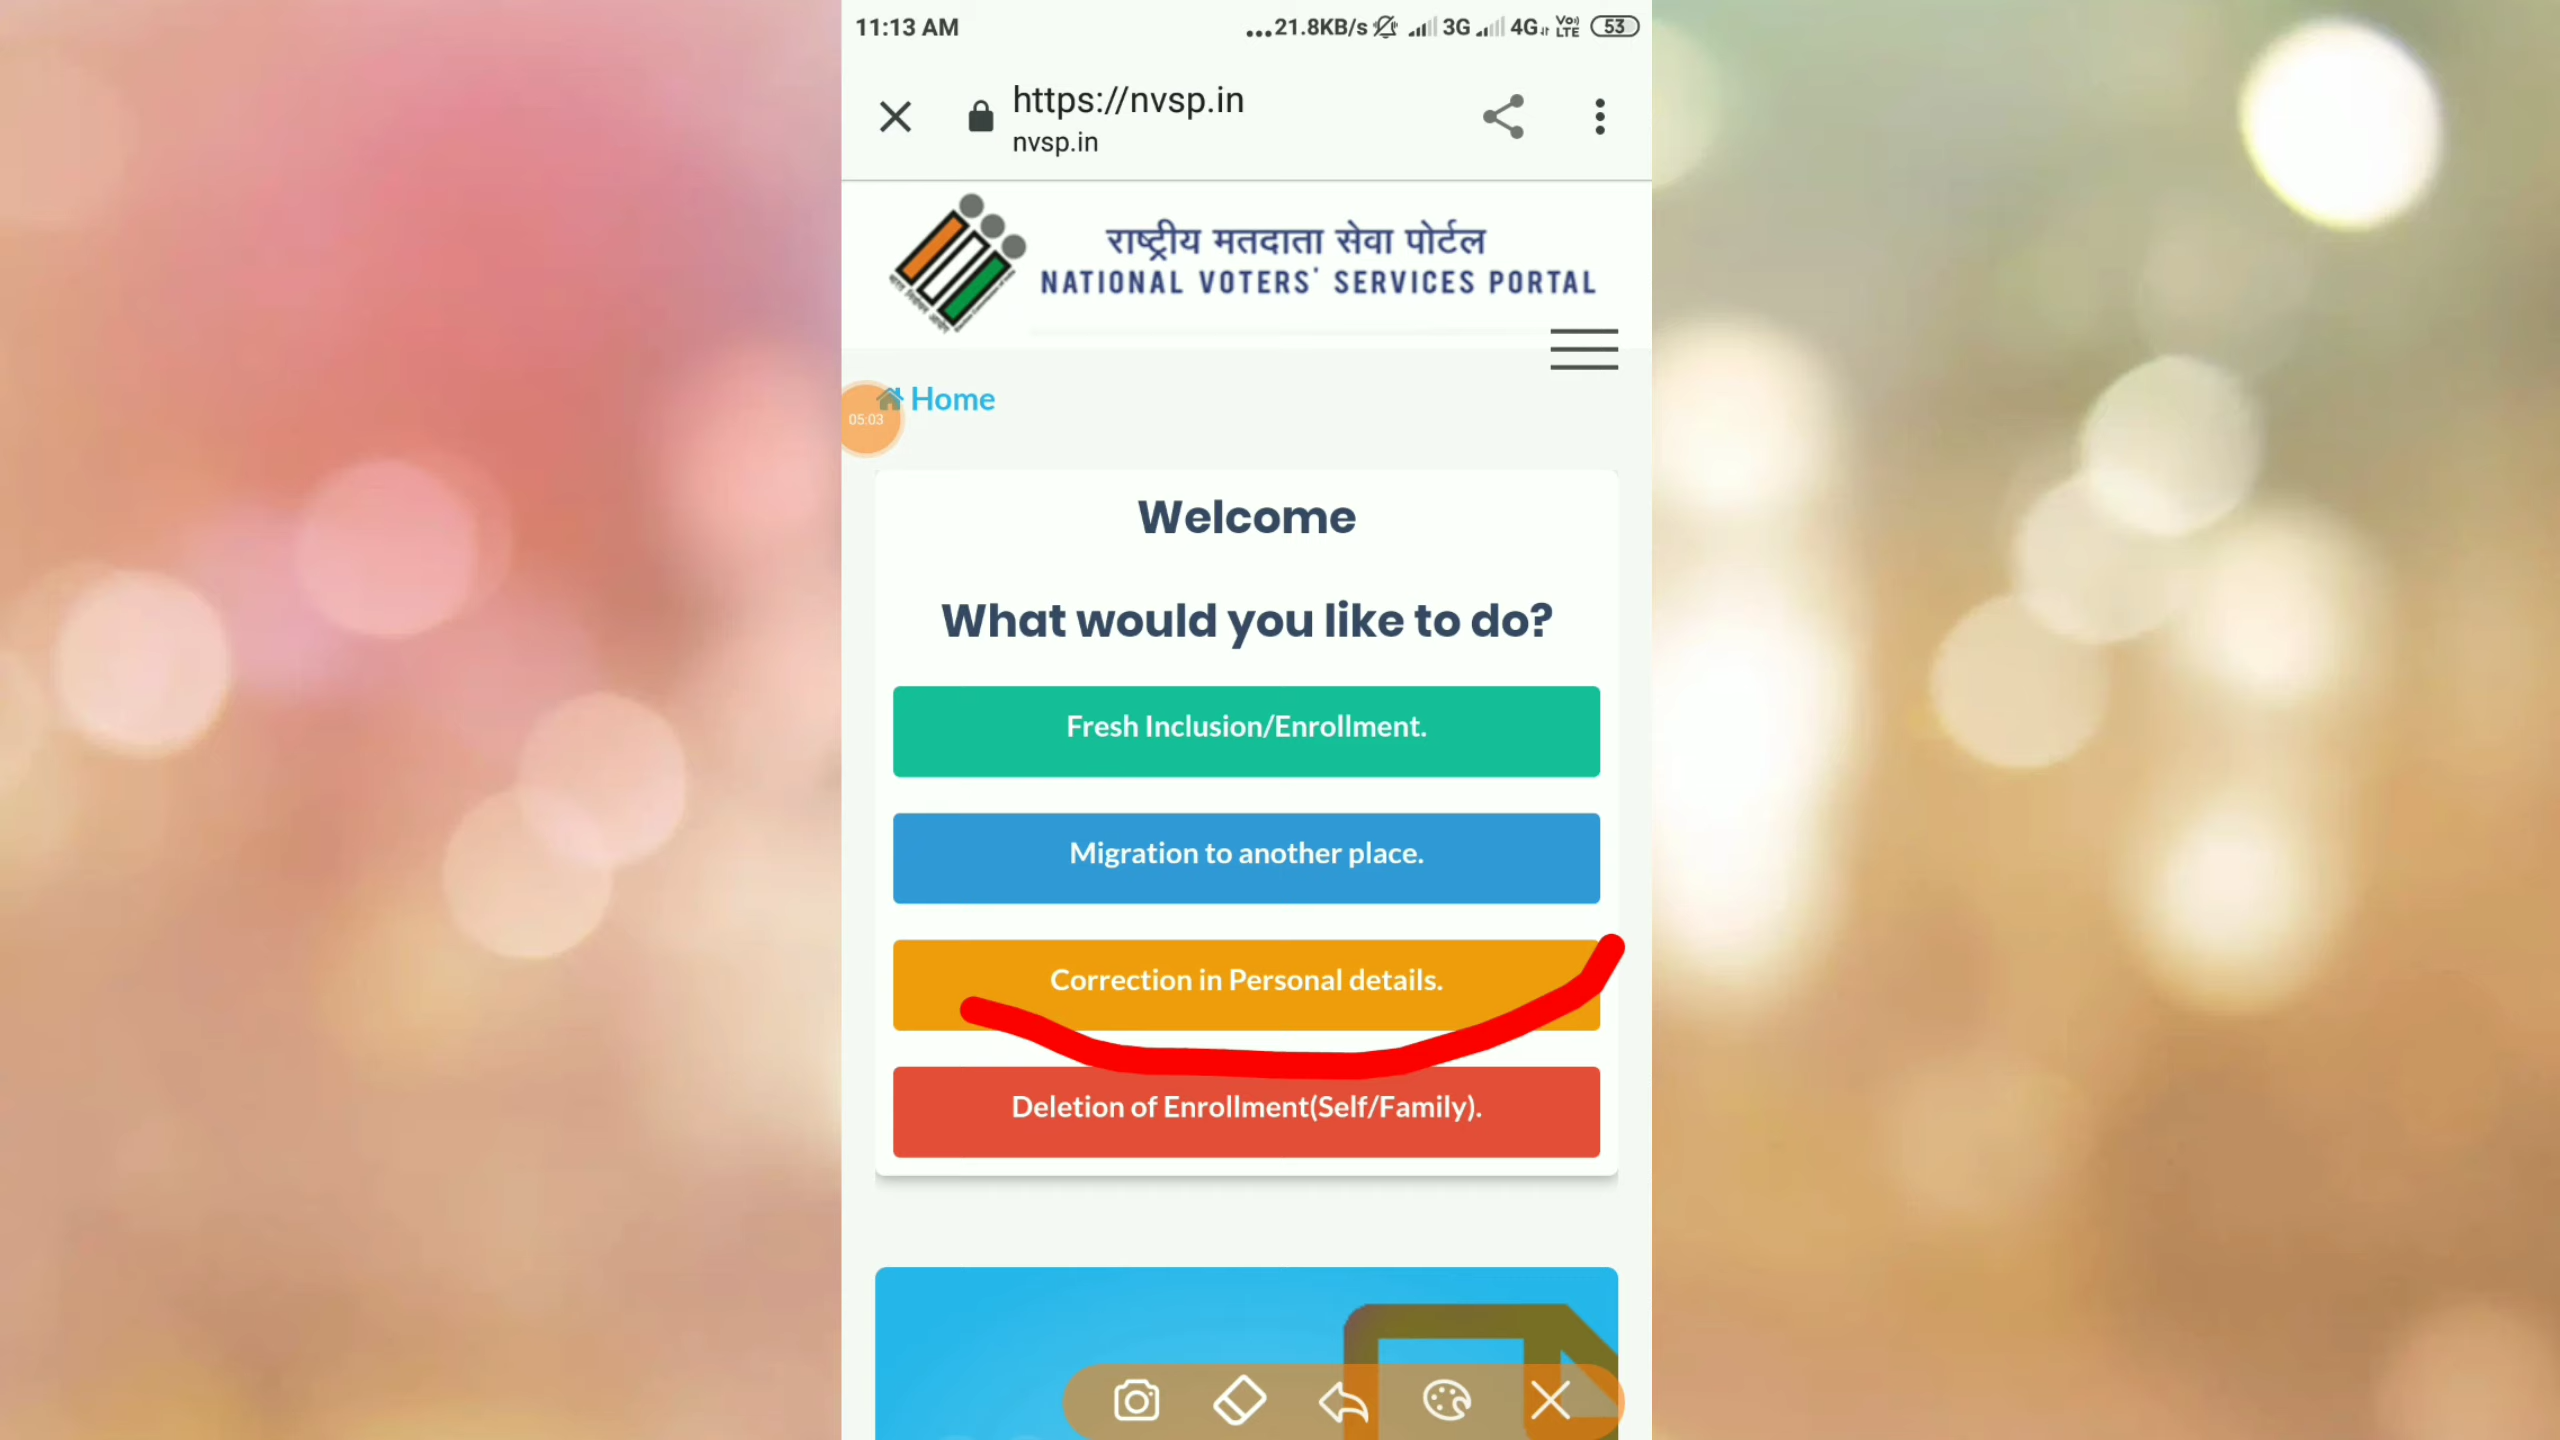 11:13 AM
...21.8KB/s 3G 4G Vo) LTE 53
https://nvsp.in
nvsp.in
राष्ट्रीय मतदाता सेवा पोर्टल
NATIONAL VOTERS' SERVICES PORTAL
Home
05:03
Welcome
What would you like to do?
Fresh Inclusion/Enrollment.
Migration to another place.
Correction in Personal details.
Deletion of Enrollment(Self/Family).